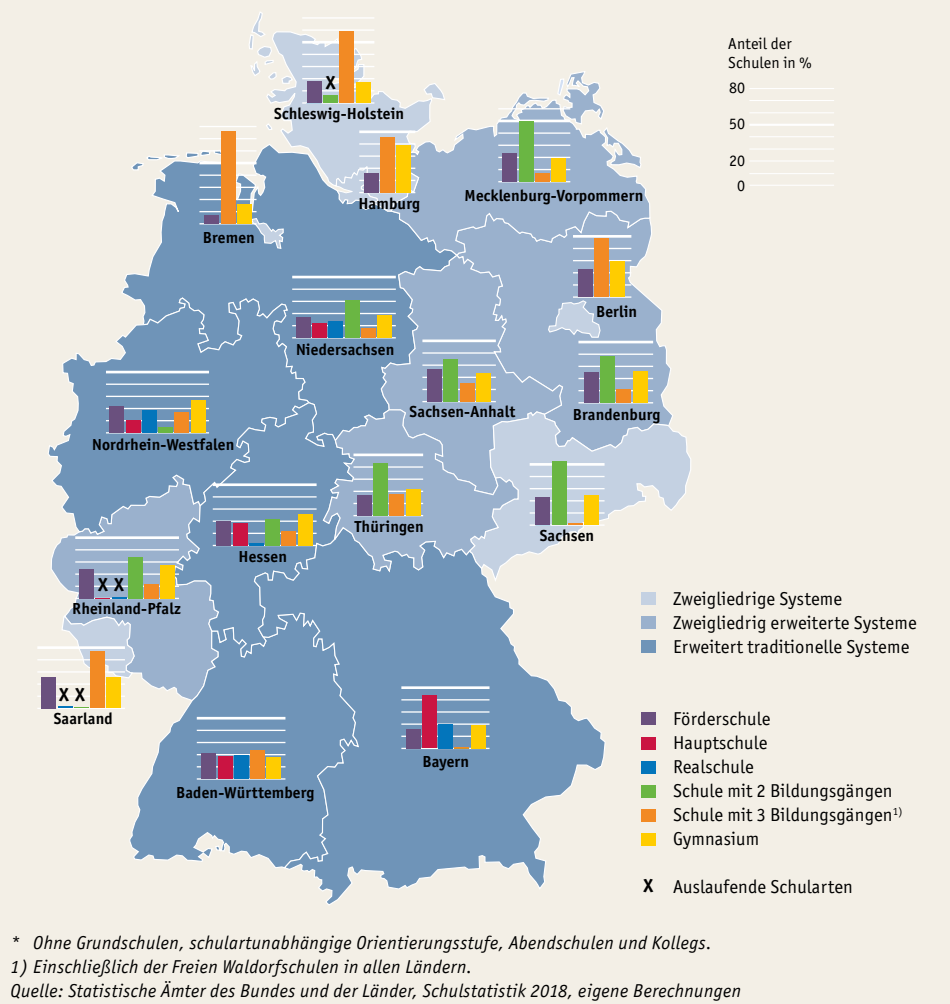 Anteil der
Schulen in %
80
50
20
0
X
Schleswig-Holstein
Hamburg
Mecklenburg-Vorpommern
Bremen
Berlin
Niedersachsen
Sachsen-Anhalt
Brandenburg
Nordrhein-Westfalen
Thüringen
Sachsen
Hessen
X X
Rheinland-Pfalz
X X
Saarland
Bayern
Baden-Württemberg
Zweigliedrige Systeme
Zweigliedrig erweiterte Systeme
Erweitert traditionelle Systeme
Förderschule
Hauptschule
Realschule
Schule mit 2 Bildungsgängen
Schule mit 3 Bildungsgängen1)
Gymnasium
X Auslaufende Schularten
* Ohne Grundschulen, schulartunabhängige Orientierungsstufe, Abendschulen und Kollegs.
1) Einschließlich der Freien Waldorfschulen in allen Ländern.
Quelle: Statistische Ämter des Bundes und der Länder, Schulstatistik 2018, eigene Berechnungen